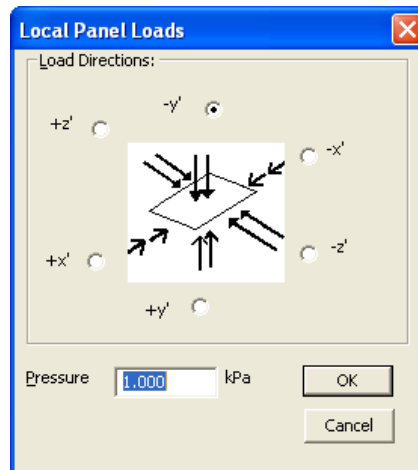 Local Panel Loads
Load Directions:
-y'
+z'
-x'
+x'
-z'
+y'
Pressure 1.000 kPa OK
Cancel